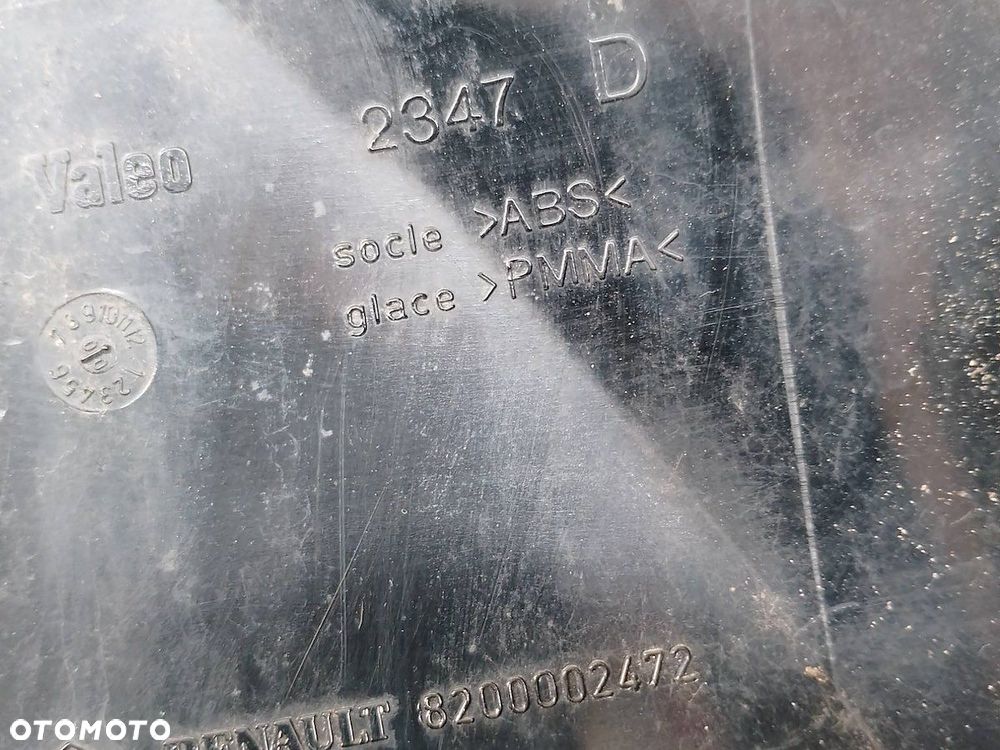 2347 D
Valeo
socle >ABS<
glace >PMMA<
RENAULT 8200002472
OTOMOTO